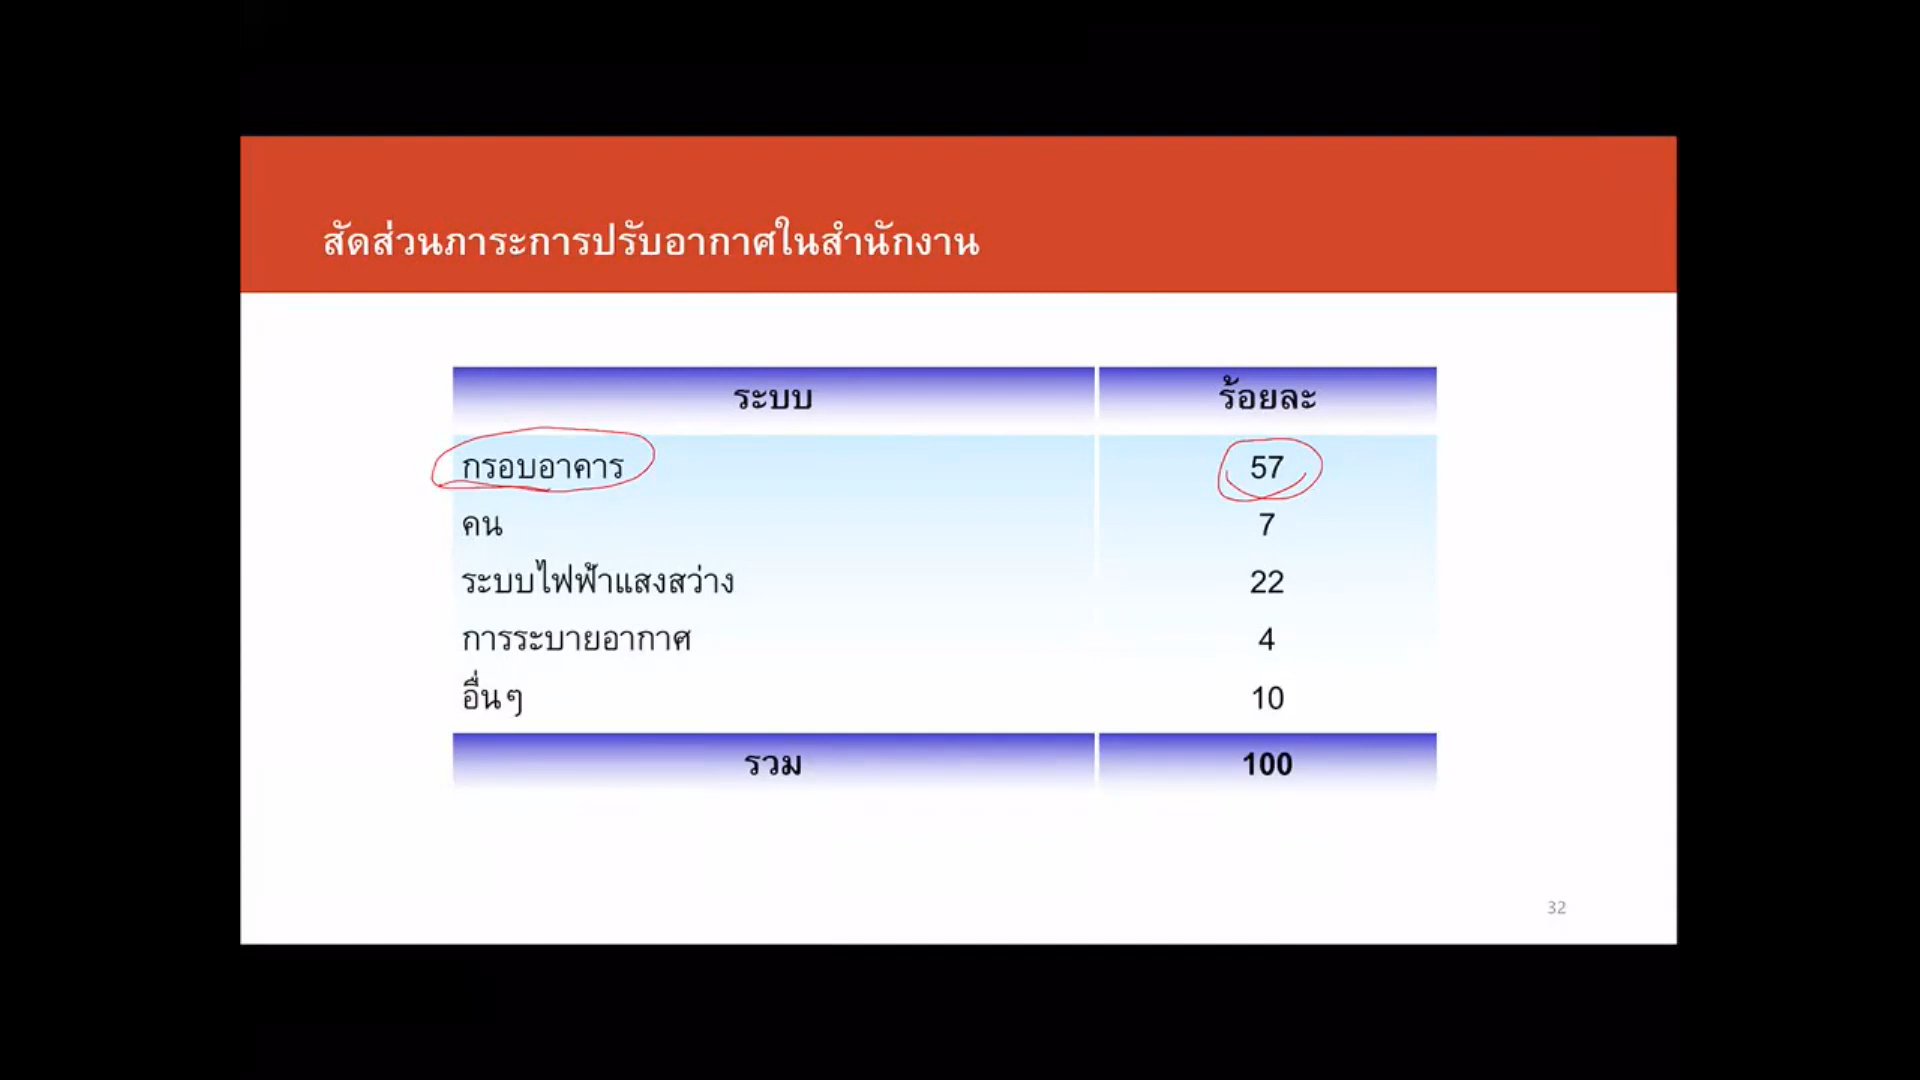 สัดส่วนภาระการปรับอากาศในสำนักงาน
ระบบ ร้อยละ
กรอบอาคาร 57
คน 7
ระบบไฟฟ้าแสงสว่าง 22
การระบายอากาศ 4
อื่นๆ 10
รวม 100
32